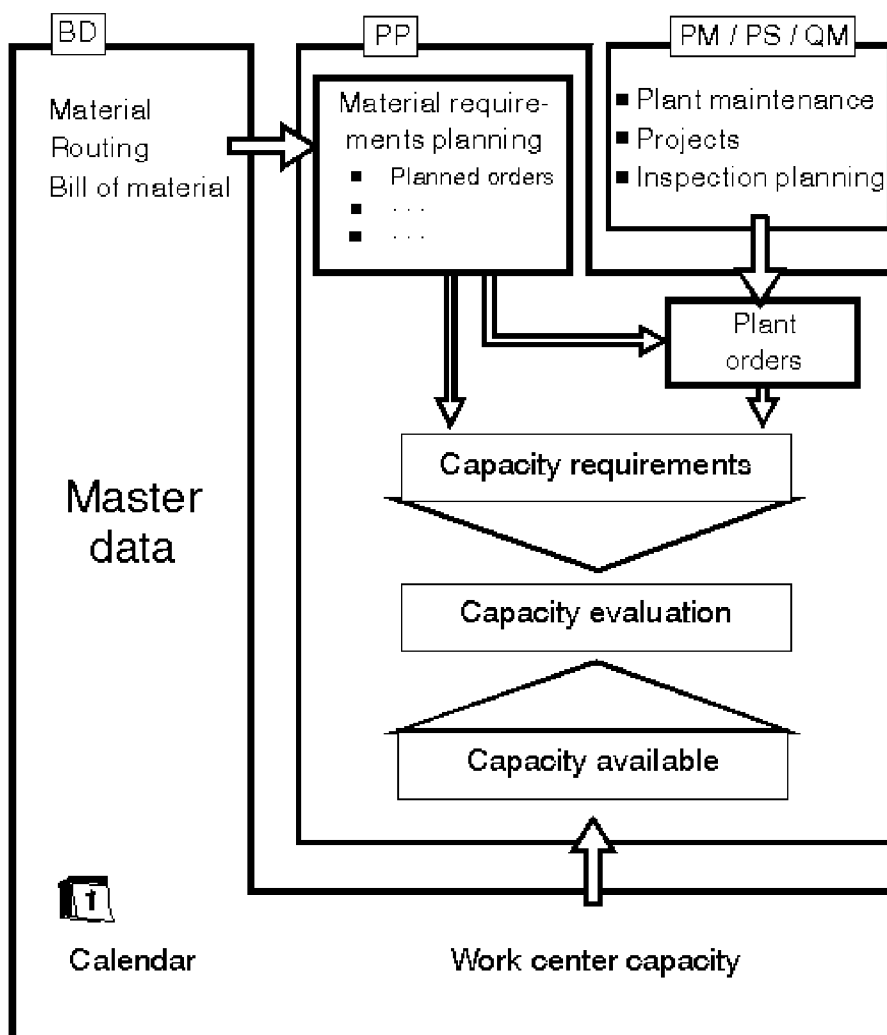 BD
PP
PM / PS / QM
Material
Routing
Bill of material
Material require-
ments planning
▪ Planned orders
▪ . . .
▪ . . .
▪ Plant maintenance
▪ Projects
▪ Inspection planning
Plant
orders
Capacity requirements
Master
data
Capacity evaluation
Capacity available
1
Calendar
Work center capacity